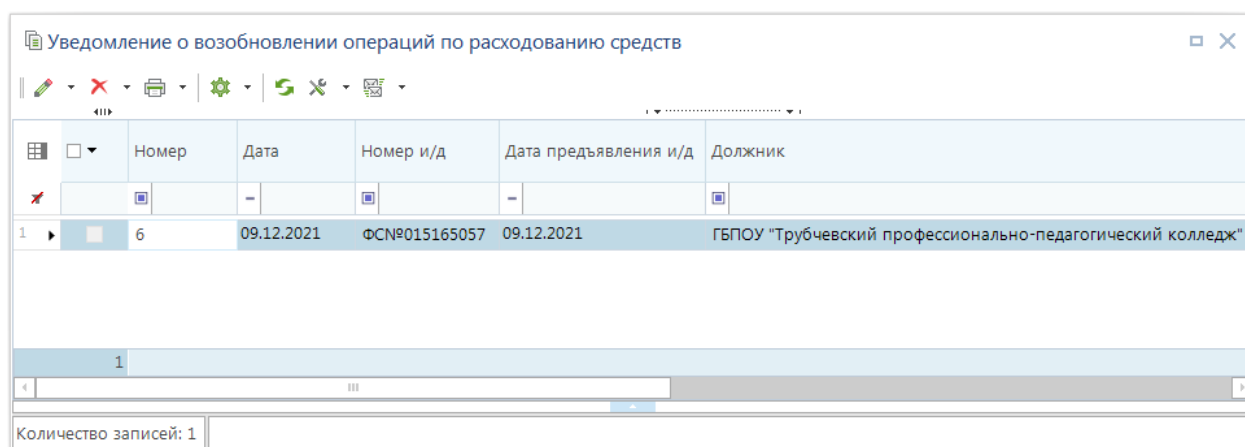 Уведомление о возобновлении операций по расходованию средств
Номер Дата Номер и/д Дата предъявления и/д Должник
1 6 09.12.2021 ФС№015165057 09.12.2021 ГБПОУ "Трубчевский профессионально-педагогический колледж"
1
Количество записей: 1